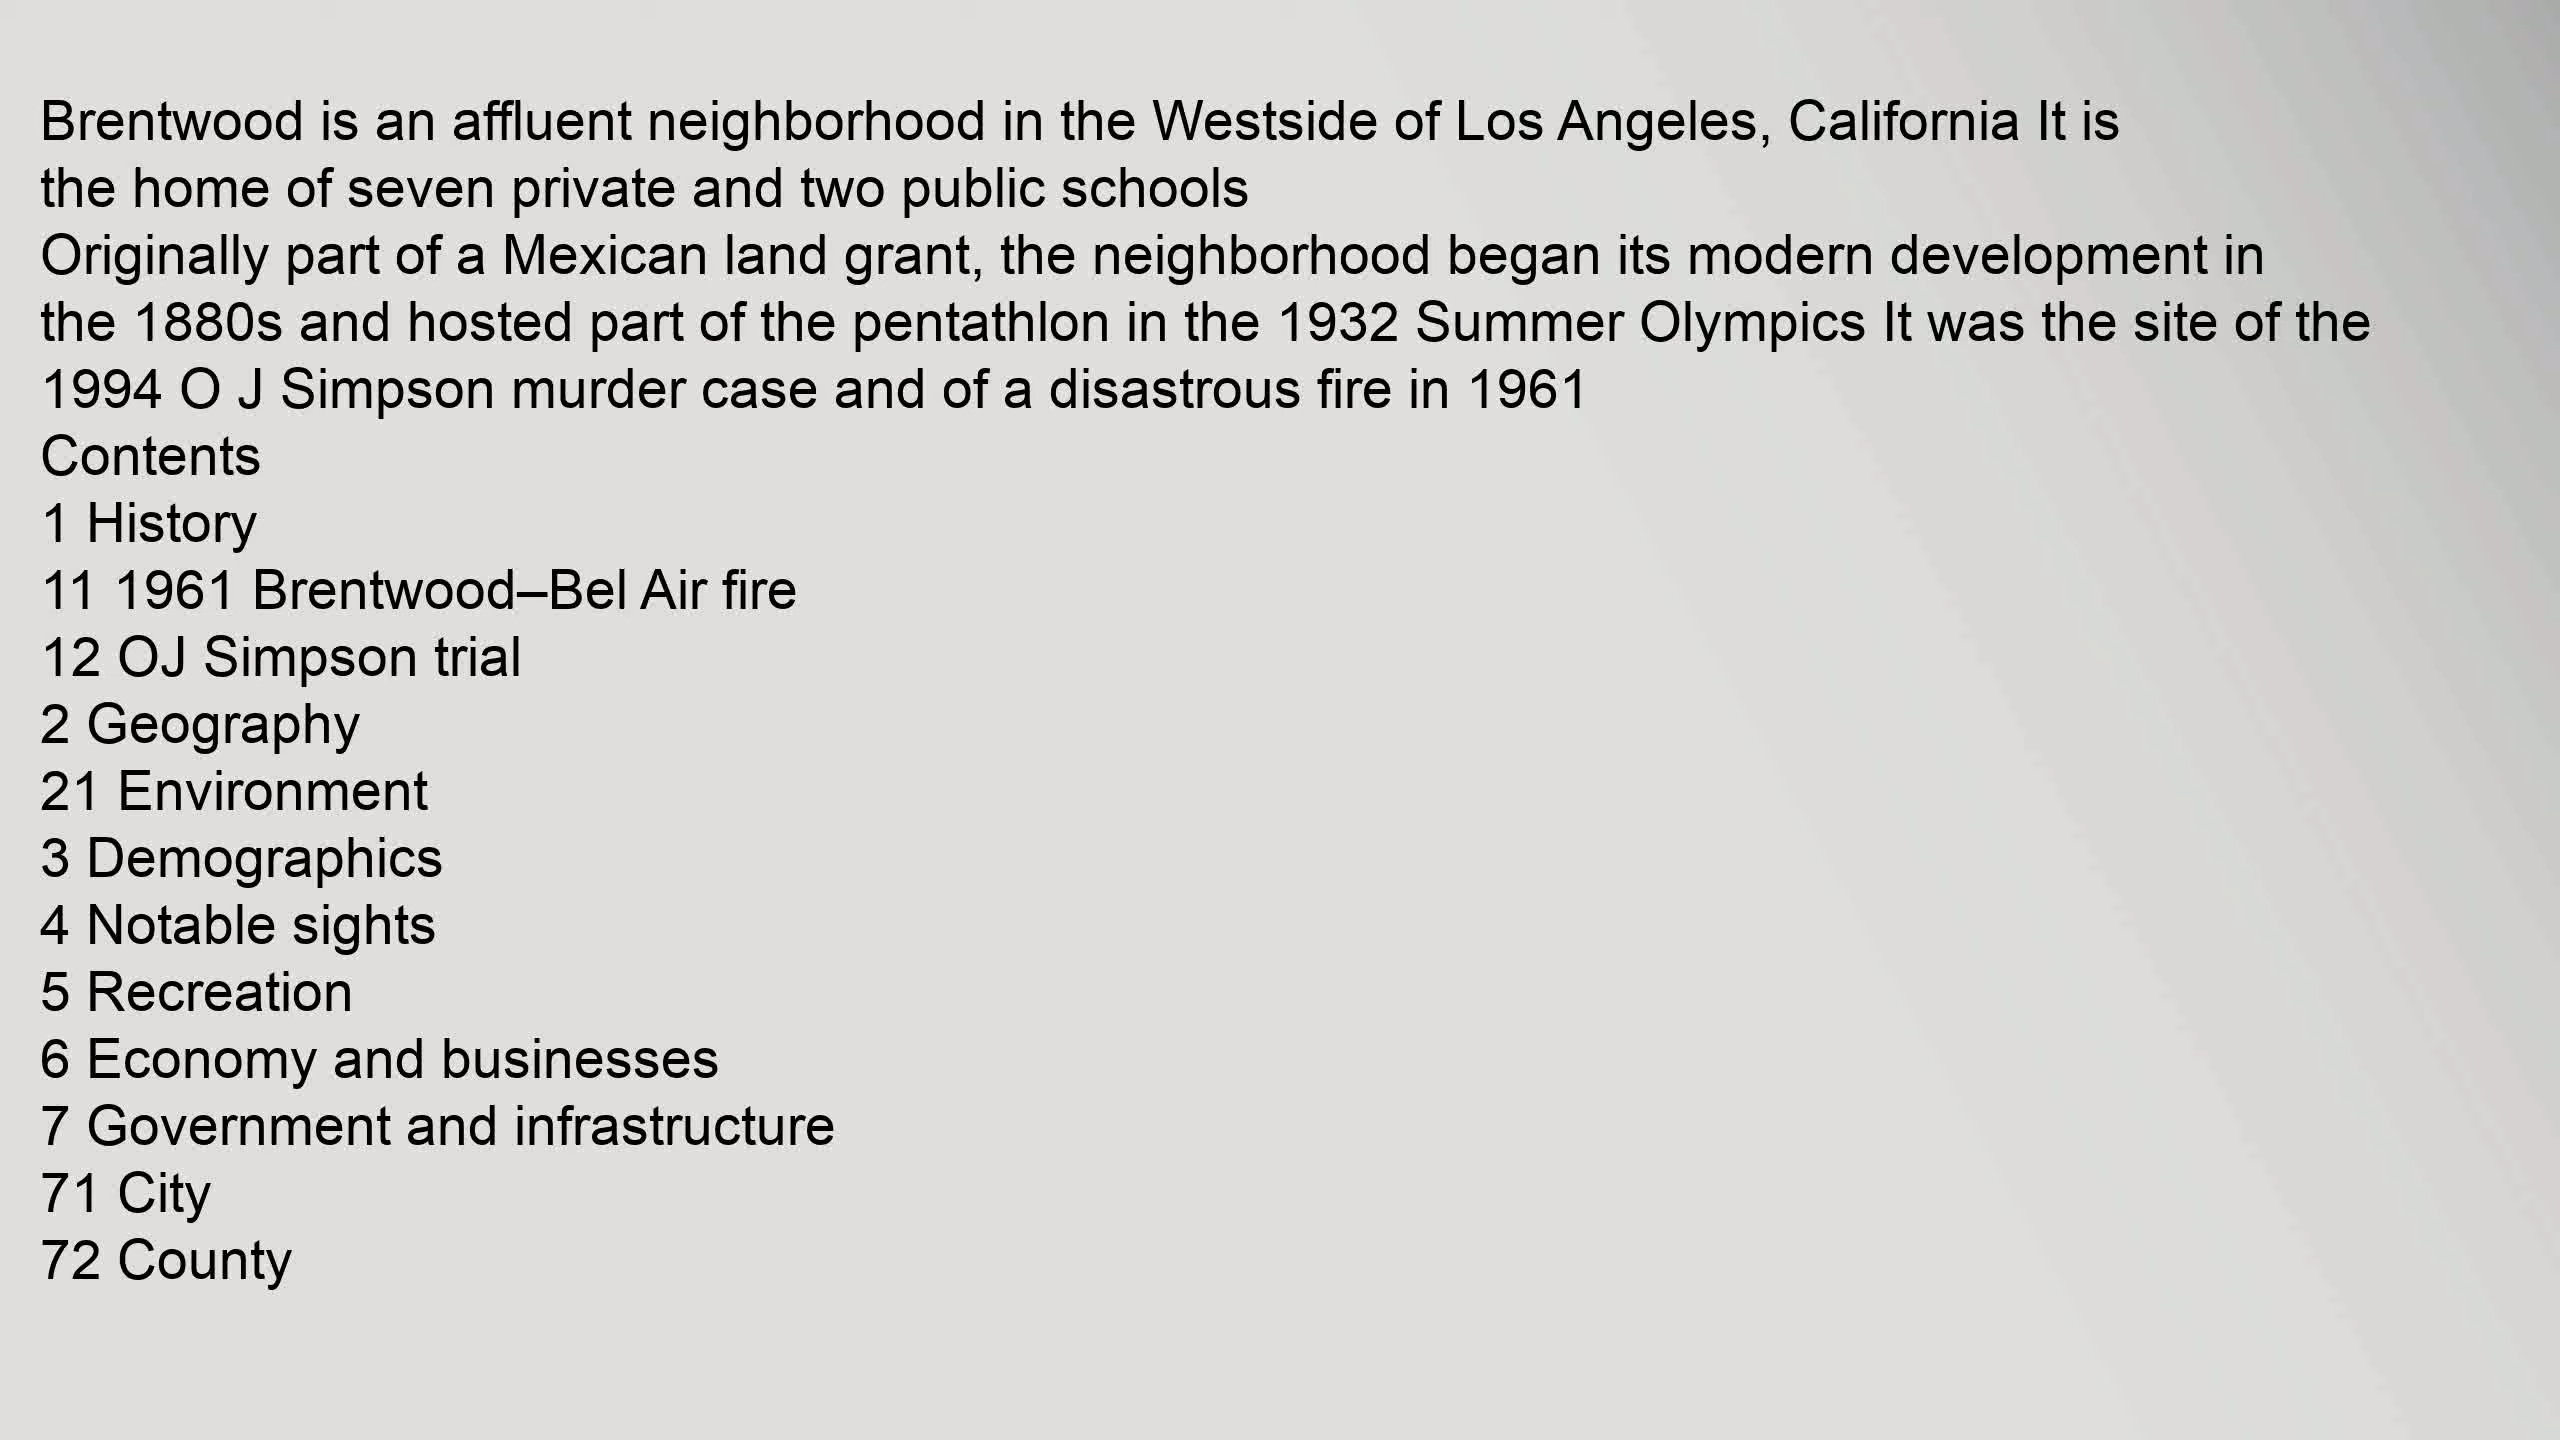 Brentwood is an affluent neighborhood in the Westside of Los Angeles, California It is
the home of seven private and two public schools
Originally part of a Mexican land grant, the neighborhood began its modern development in
the 1880s and hosted part of the pentathlon in the 1932 Summer Olympics It was the site of the
1994 O J Simpson murder case and of a disastrous fire in 1961
Contents
1 History
11 1961 Brentwood–Bel Air fire
12 OJ Simpson trial
2 Geography
21 Environment
3 Demographics
4 Notable sights
5 Recreation
6 Economy and businesses
7 Government and infrastructure
71 City
72 County